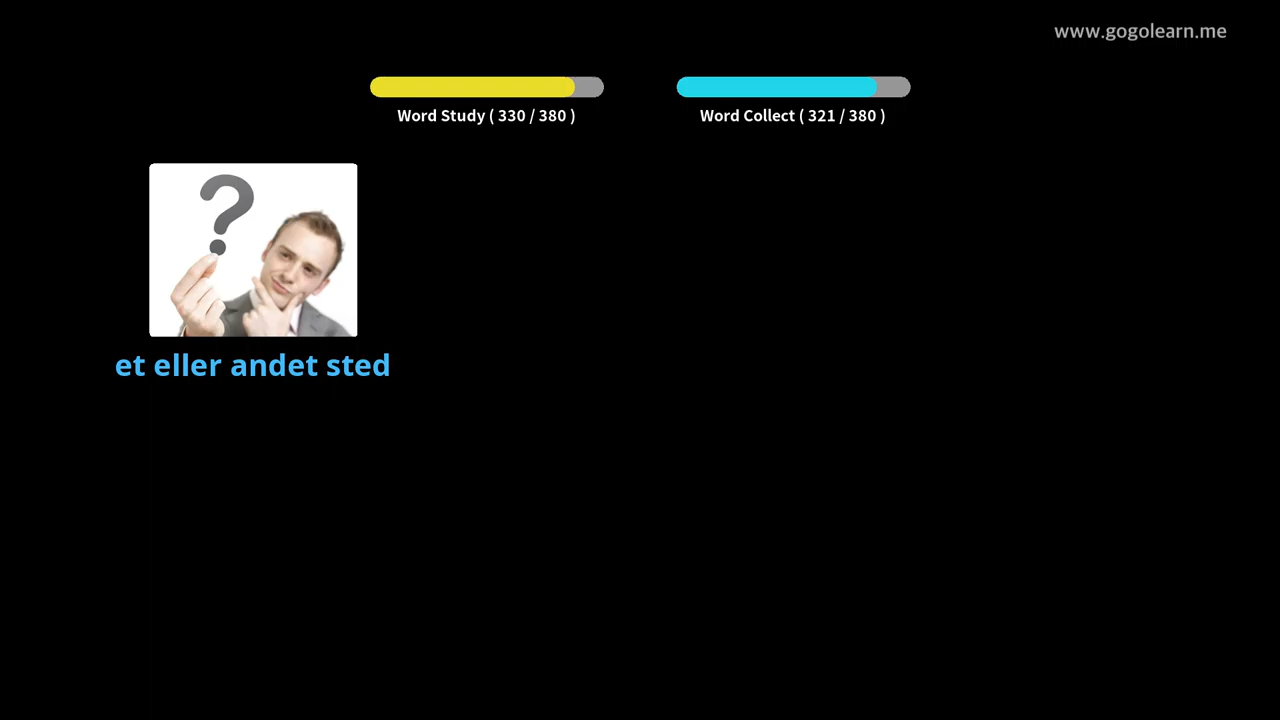 www.gogolearn.me
Word Study ( 330 / 380 )
Word Collect ( 321 / 380 )
?
et eller andet sted